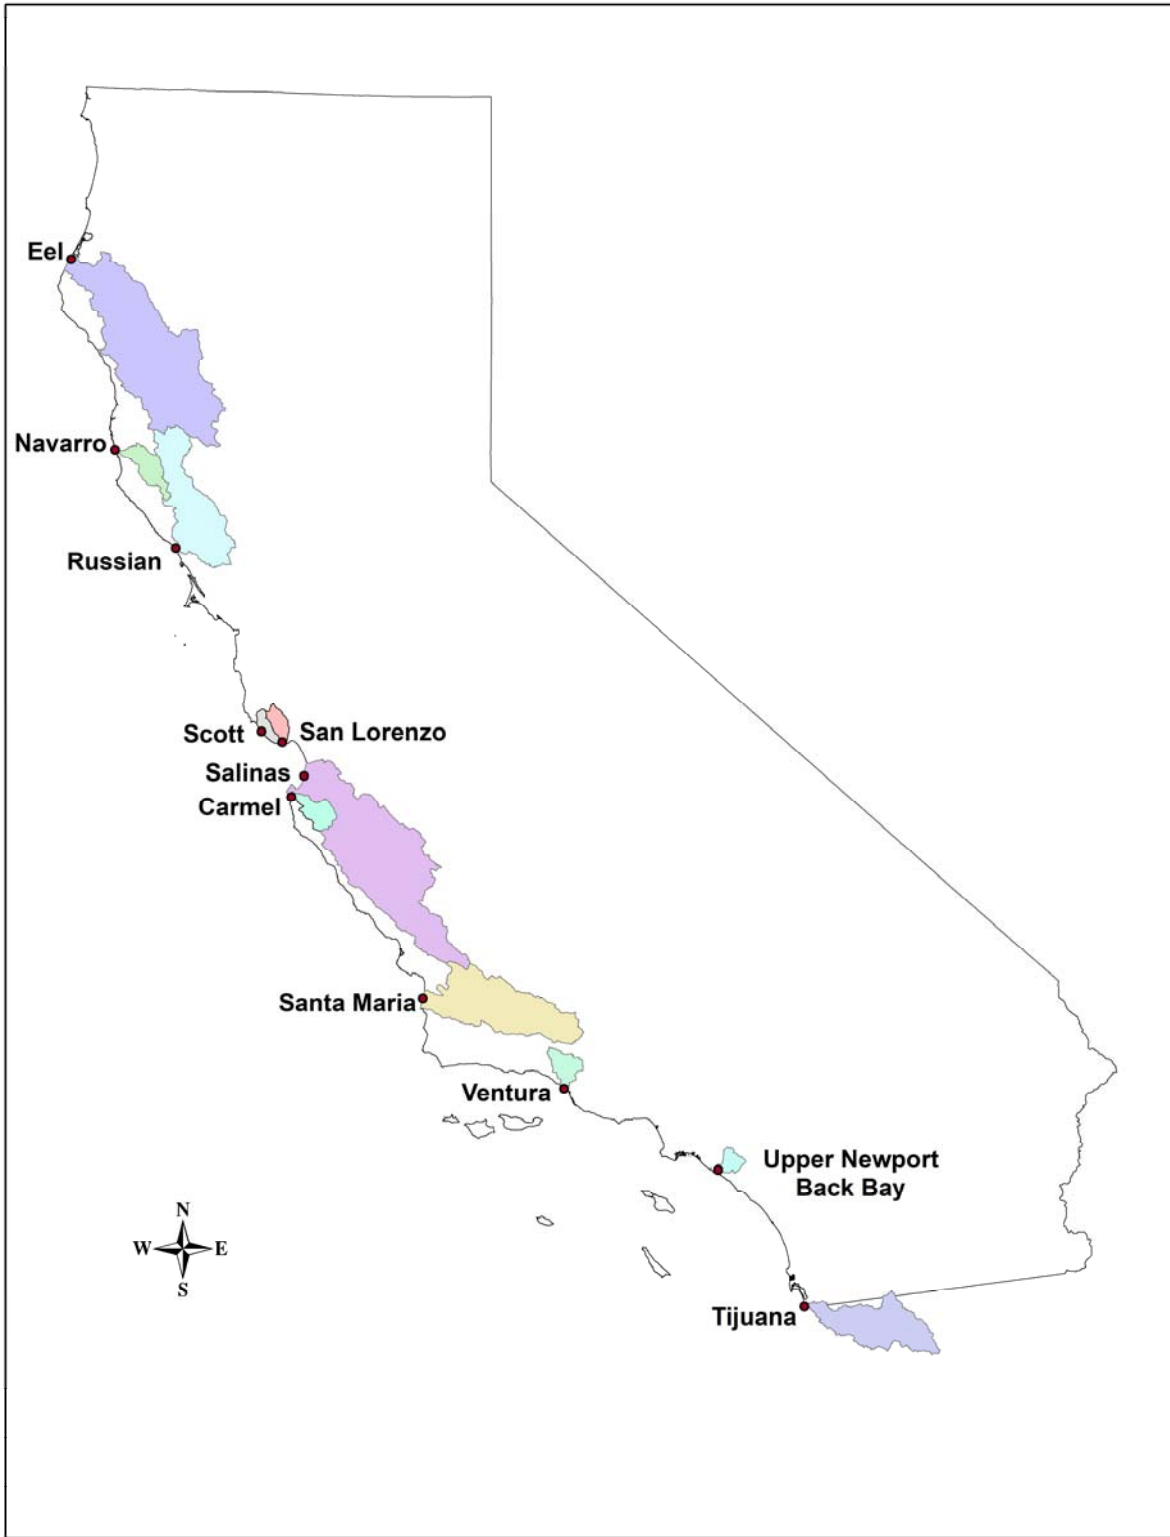 Eel
Navarro
Russian
Scott
San Lorenzo
Salinas
Carmel
Santa Maria
Ventura
Upper Newport
Back Bay
N
W
E
S
Tijuana